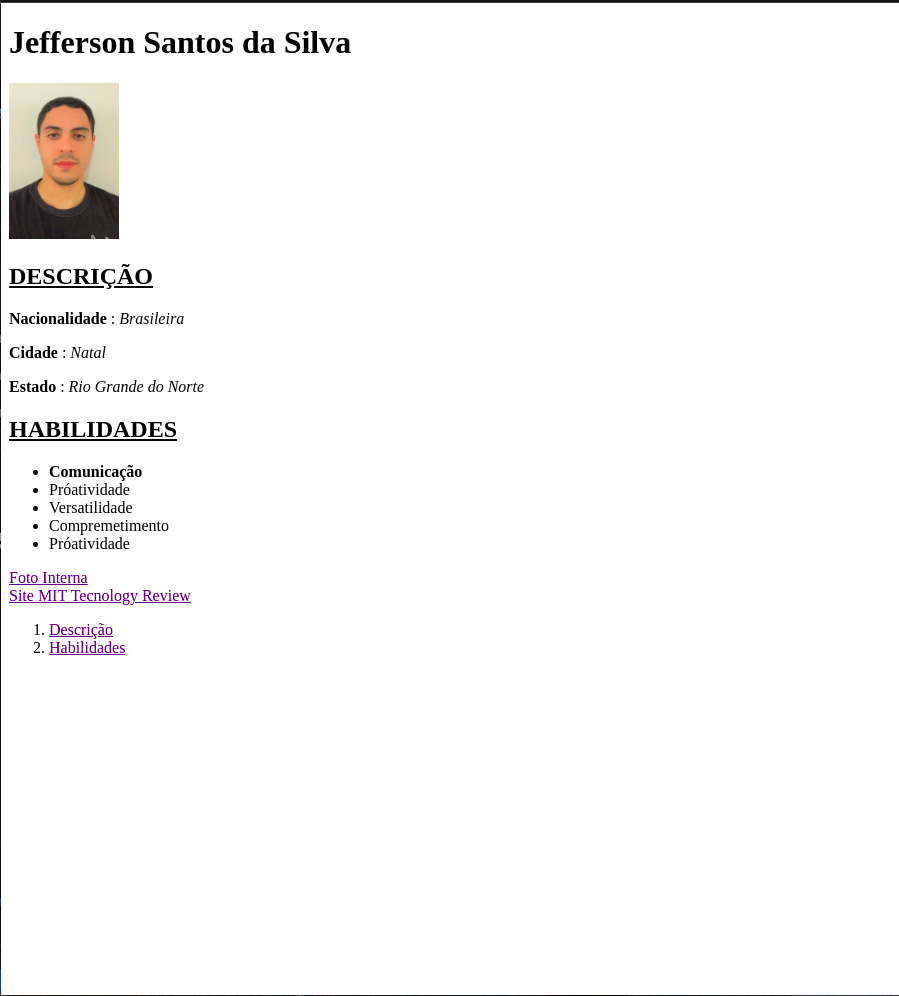 Jefferson Santos da Silva
DESCRIÇÃO
Nacionalidade : Brasileira
Cidade : Natal
Estado : Rio Grande do Norte
HABILIDADES
• Comunicação
• Próatividade
• Versatilidade
• Compremetimento
• Próatividade
Foto Interna
Site MIT Tecnology Review
1. Descrição
2. Habilidades